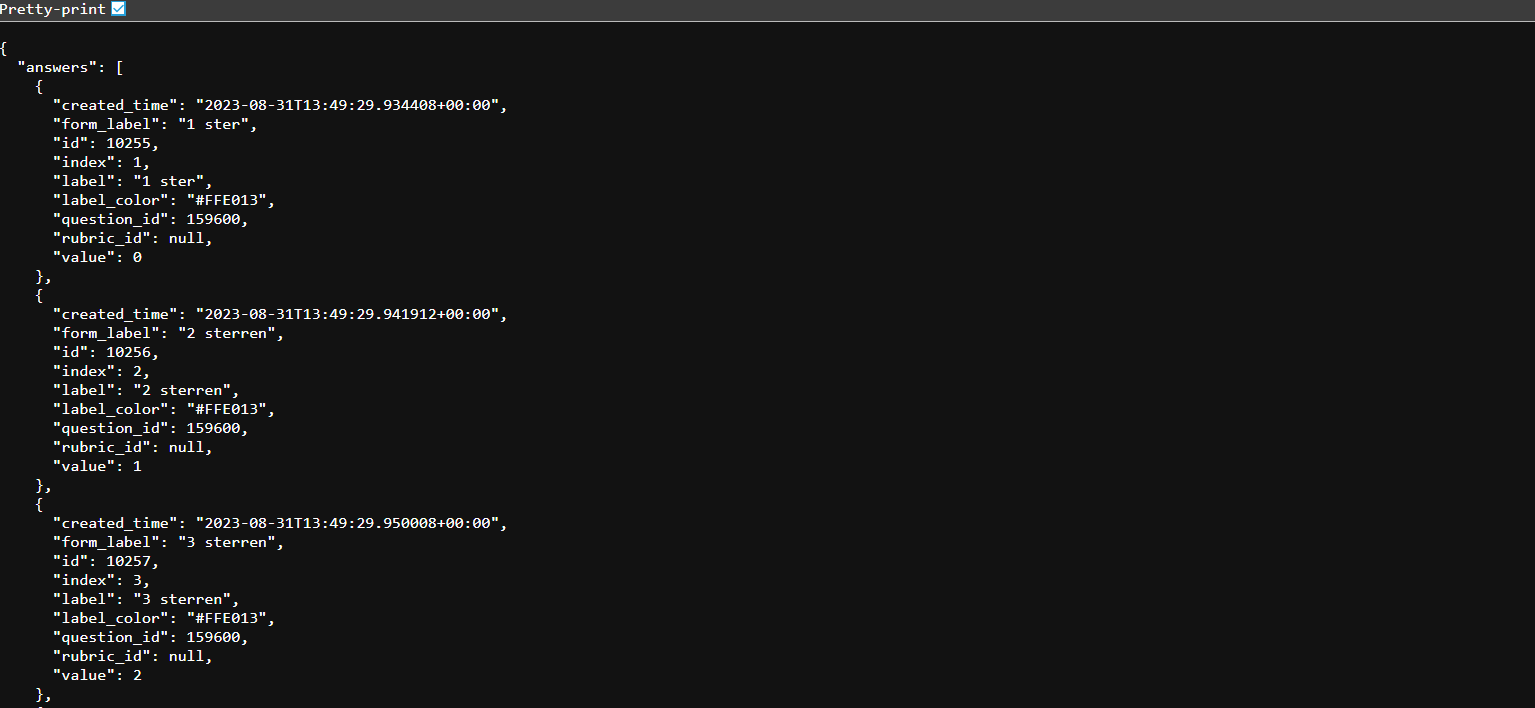 Pretty-print
{
  "answers": [
    {
      "created_time": "2023-08-31T13:49:29.934408+00:00",
      "form_label": "1 ster",
      "id": 10255,
      "index": 1,
      "label": "1 ster",
      "label_color": "#FFE013",
      "question_id": 159600,
      "rubric_id": null,
      "value": 0
    },
    {
      "created_time": "2023-08-31T13:49:29.941912+00:00",
      "form_label": "2 sterren",
      "id": 10256,
      "index": 2,
      "label": "2 sterren",
      "label_color": "#FFE013",
      "question_id": 159600,
      "rubric_id": null,
      "value": 1
    },
    {
      "created_time": "2023-08-31T13:49:29.950008+00:00",
      "form_label": "3 sterren",
      "id": 10257,
      "index": 3,
      "label": "3 sterren",
      "label_color": "#FFE013",
      "question_id": 159600,
      "rubric_id": null,
      "value": 2
    },